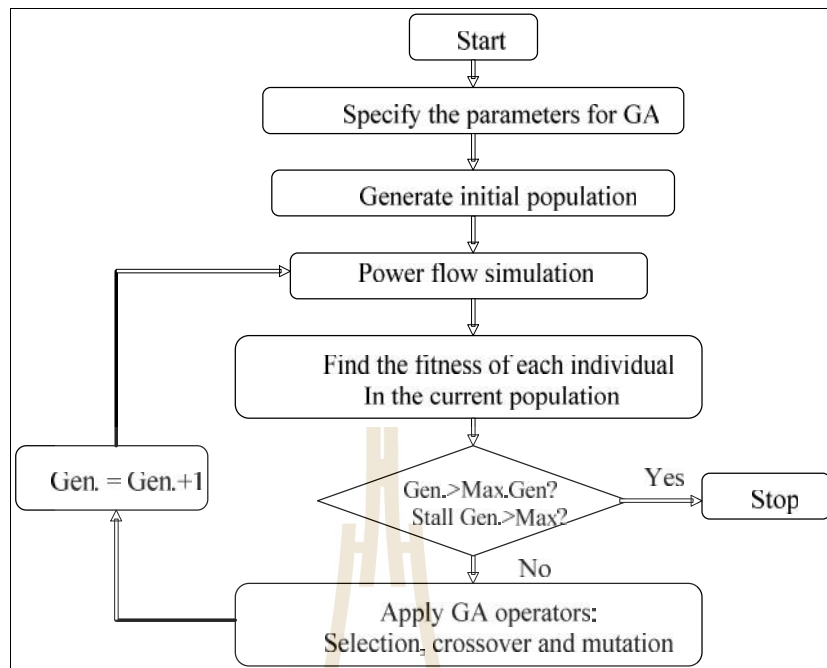 Start
Specify the parameters for GA
Generate initial population
Power flow simulation
Find the fitness of each individual
In the current population
Gen. = Gen.+1
Gen.>Max.Gen?
Stall Gen.>Max?
Yes
Stop
No
Apply GA operators:
Selection, crossover and mutation